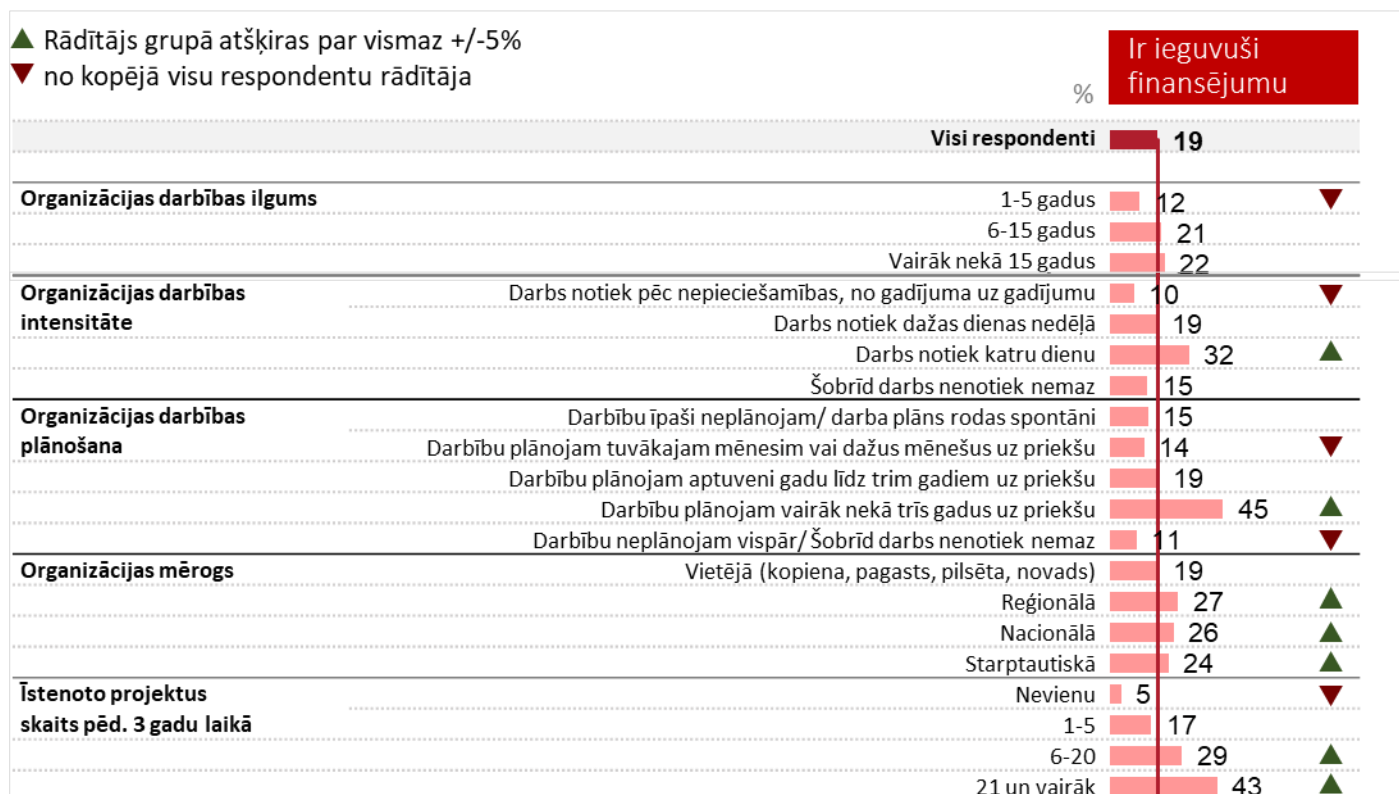 ▲ Rādītājs grupā atšķiras par vismaz +/-5%
▼ no kopējā visu respondentu rādītāja
%
Ir ieguvuši
finansējumu
Visi respondenti 19
Organizācijas darbības ilgums 1-5 gadus 12 ▼
6-15 gadus 21
Vairāk nekā 15 gadus 22
Organizācijas darbības
intensitāte
Darbs notiek pēc nepieciešamības, no gadījuma uz gadījumu 10 ▼
Darbs notiek dažas dienas nedēļā 19
Darbs notiek katru dienu 32 ▲
Šobrīd darbs nenotiek nemaz 15
Organizācijas darbības
plānošana
Darbību īpaši neplānojam/ darba plāns rodas spontāni 15
Darbību plānojam tuvākajam mēnesim vai dažus mēnešus uz priekšu 14 ▼
Darbību plānojam aptuveni gadu līdz trim gadiem uz priekšu 19
Darbību plānojam vairāk nekā trīs gadus uz priekšu 45 ▲
Darbību neplānojam vispār/ Šobrīd darbs nenotiek nemaz 11 ▼
Organizācijas mērogs Vietējā (kopiena, pagasts, pilsēta, novads) 19
Reģionālā 27 ▲
Nacionālā 26 ▲
Starptautiskā 24 ▲
Īstenoto projektus
skaits pēd. 3 gadu laikā
Nevienu 5 ▼
1-5 17
6-20 29 ▲
21 un vairāk 43 ▲